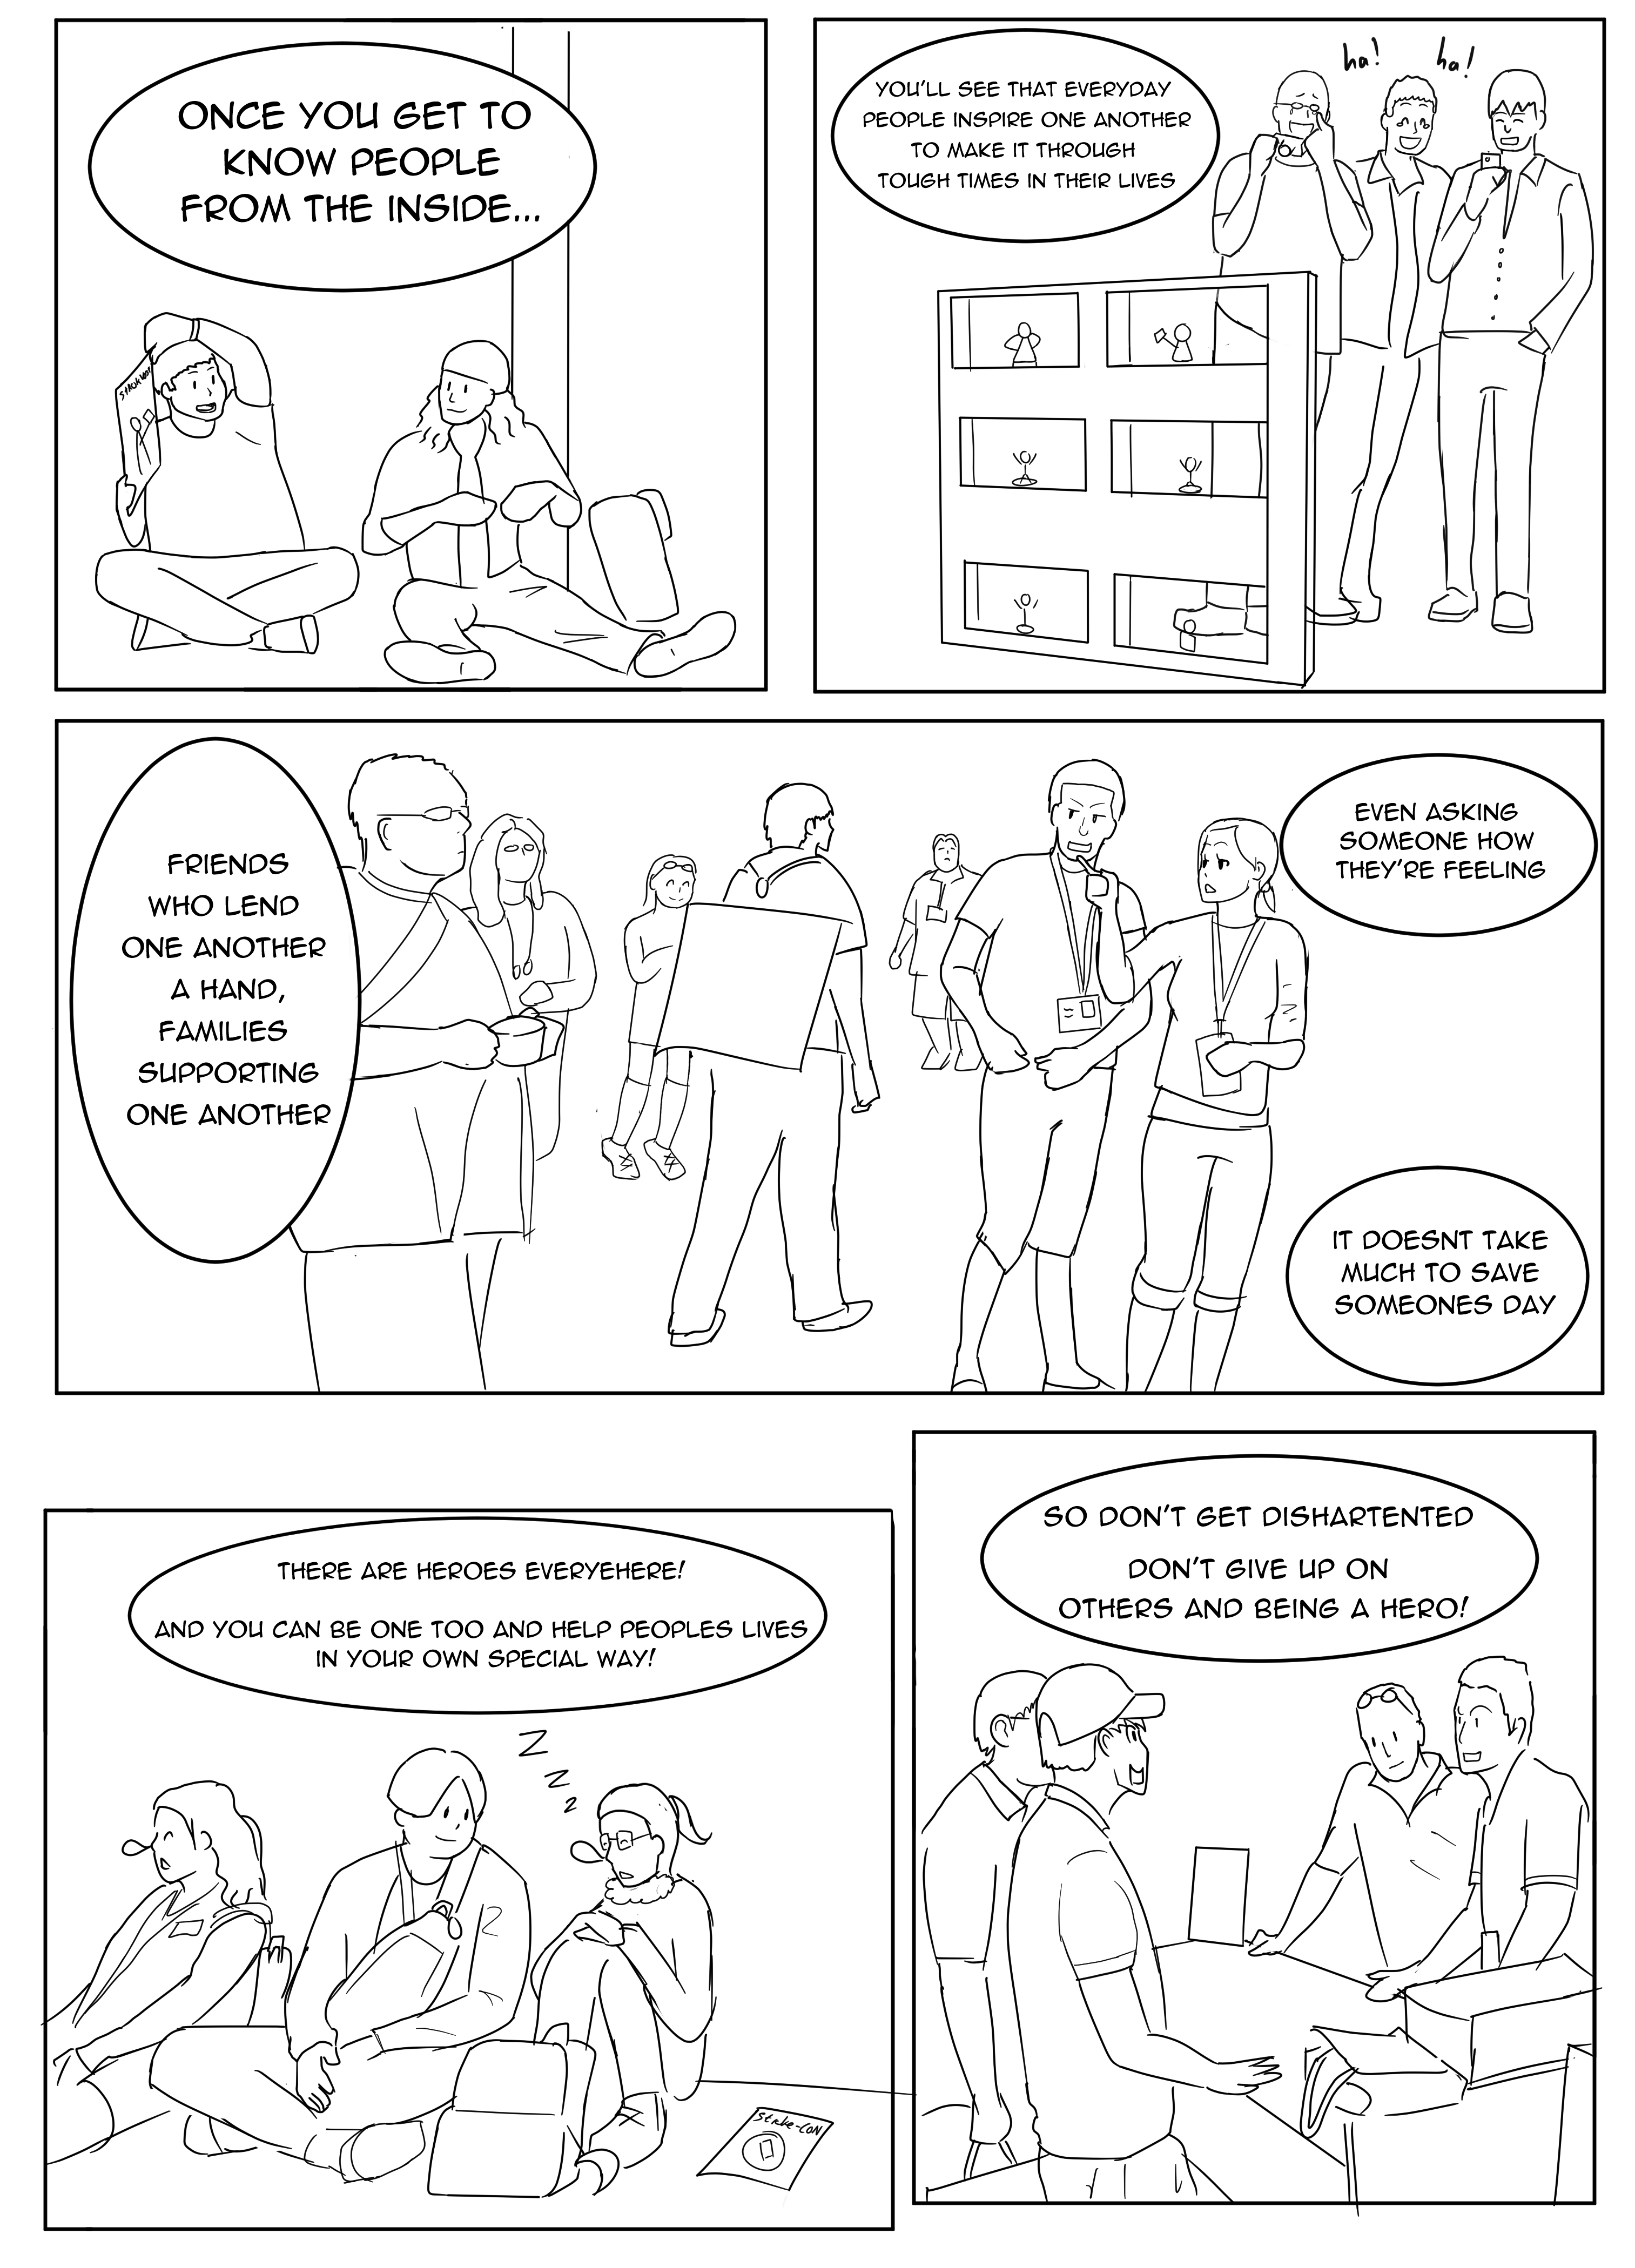 ONCE YOU GET TO
KNOW PEOPLE
FROM THE INSIDE...
YOU'LL SEE THAT EVERYDAY
PEOPLE INSPIRE ONE ANOTHER
TO MAKE IT THROUGH
TOUGH TIMES IN THEIR LIVES
ha! ha!
FRIENDS
WHO LEND
ONE ANOTHER
A HAND,
FAMILIES
SUPPORTING
ONE ANOTHER
EVEN ASKING
SOMEONE HOW
THEY'RE FEELING
IT DOESNT TAKE
MUCH TO SAVE
SOMEONES DAY
THERE ARE HEROES EVERYEHERE!
AND YOU CAN BE ONE TOO AND HELP PEOPLES LIVES
IN YOUR OWN SPECIAL WAY!
Z
Z
Z
SO DON'T GET DISHARTENTED
DON'T GIVE UP ON
OTHERS AND BEING A HERO!